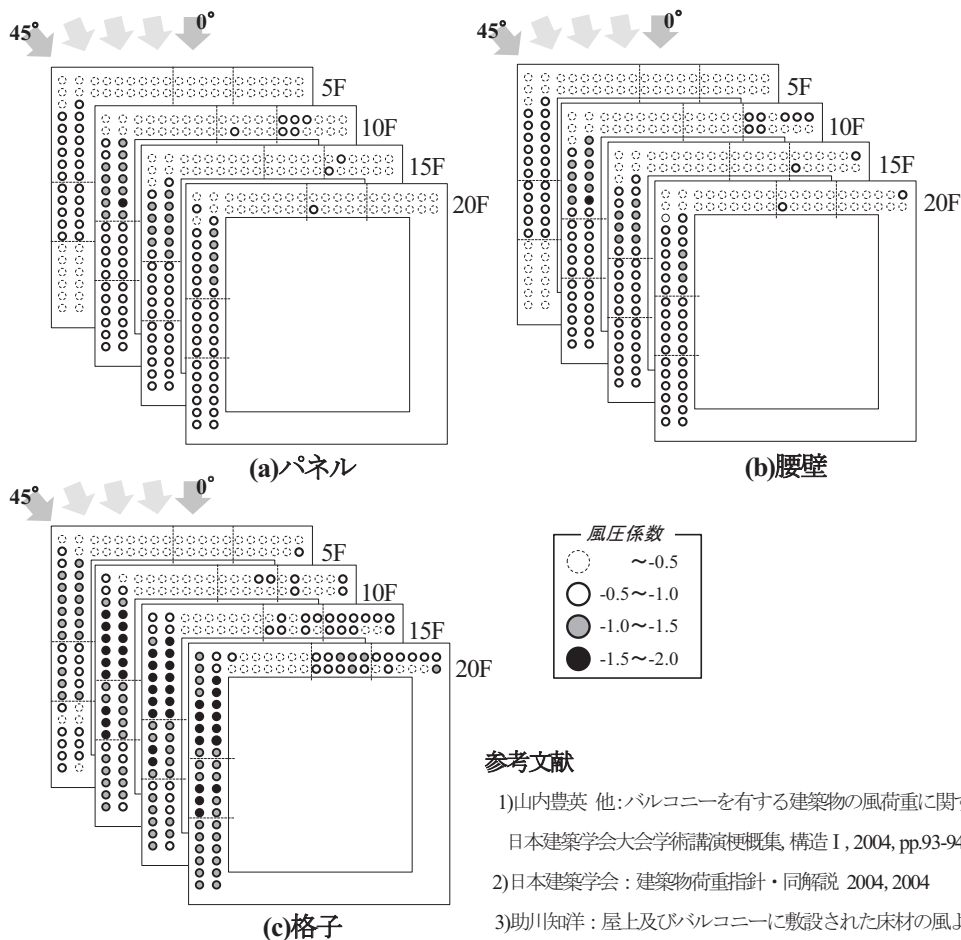 45°
0°
5F
10F
15F
20F
(a)パネル
45°
0°
5F
10F
15F
20F
(b)腰壁
45°
0°
5F
10F
15F
20F
(c)格子
風圧係数
～-0.5
-0.5～-1.0
-1.0～-1.5
-1.5～-2.0
参考文献
1)山内豊英 他:バルコニーを有する建築物の風荷重に関す
日本建築学会大会学術講演梗概集, 構造Ⅰ, 2004, pp.93-94
2)日本建築学会：建築物荷重指針・同解説 2004, 2004
3)助川知洋：屋上及びバルコニーに敷設された床材の風